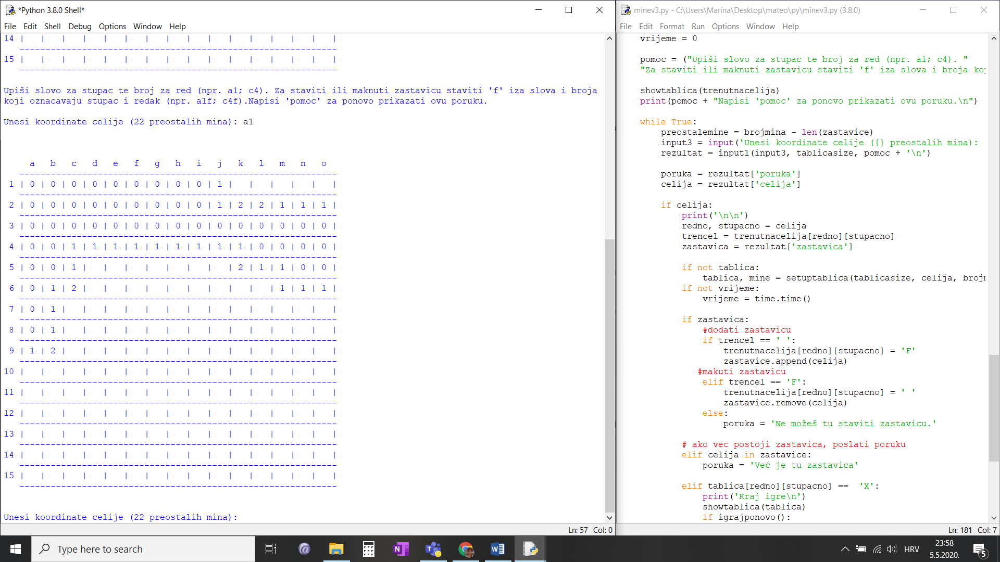 *Python 3.8.0 Shell*
File Edit Shell Debug Options Window Help
14 | | | | | | | | | | | | | | | |
-------------------------------------------------------------
15 | | | | | | | | | | | | | | | |
-------------------------------------------------------------
Upiši slovo za stupac te broj za red (npr. a1; c4). Za staviti ili maknuti zastavicu staviti 'f' iza slova i broja
koji oznacavaju stupac i redak (npr. a1f; c4f).Napisi 'pomoc' za ponovo prikazati ovu poruku.
Unesi koordinate celije (22 preostalih mina): a1
a b c d e f g h i j k l m n o
-------------------------------------------------------------
1 | 0 | 0 | 0 | 0 | 0 | 0 | 0 | 0 | 0 | 1 | | | | | |
-------------------------------------------------------------
2 | 0 | 0 | 0 | 0 | 0 | 0 | 0 | 0 | 0 | 1 | 2 | 2 | 1 | 1 | 1 |
-------------------------------------------------------------
3 | 0 | 0 | 0 | 0 | 0 | 0 | 0 | 0 | 0 | 0 | 0 | 0 | 0 | 0 | 0 |
-------------------------------------------------------------
4 | 0 | 0 | 1 | 1 | 1 | 1 | 1 | 1 | 1 | 1 | 1 | 0 | 0 | 0 | 0 |
-------------------------------------------------------------
5 | 0 | 0 | 1 | | | | | | | | 2 | 1 | 1 | 0 | 0 |
-------------------------------------------------------------
6 | 0 | 1 | 2 | | | | | | | | | | 1 | 1 | 1 |
-------------------------------------------------------------
7 | 0 | 1 | | | | | | | | | | | | | |
-------------------------------------------------------------
8 | 0 | 1 | | | | | | | | | | | | | |
-------------------------------------------------------------
9 | 1 | 2 | | | | | | | | | | | | | |
-------------------------------------------------------------
10 | | | | | | | | | | | | | | | |
-------------------------------------------------------------
11 | | | | | | | | | | | | | | | |
-------------------------------------------------------------
12 | | | | | | | | | | | | | | | |
-------------------------------------------------------------
13 | | | | | | | | | | | | | | | |
-------------------------------------------------------------
14 | | | | | | | | | | | | | | | |
-------------------------------------------------------------
15 | | | | | | | | | | | | | | | |
-------------------------------------------------------------
Unesi koordinate celije (22 preostalih mina):
Ln: 57 Col: 0
minev3.py - C:\Users\Marina\Desktop\mateo\py\minev3.py (3.8.0)
File Edit Format Run Options Window Help
vrijeme = 0
pomoc = ("Upiši slovo za stupac te broj za red (npr. a1; c4). "
"Za staviti ili maknuti zastavicu staviti 'f' iza slova i broja ko
showtablica(trenutnacelija)
print(pomoc + "Napisi 'pomoc' za ponovo prikazati ovu poruku.\n")
while True:
preostalemine = brojmina - len(zastavice)
input3 = input('Unesi koordinate celije ({} preostalih mina):
rezultat = input1(input3, tablicasize, pomoc + '\n')
poruka = rezultat['poruka']
celija = rezultat['celija']
if celija:
print('\n\n')
redno, stupacno = celija
trencel = trenutnacelija[redno][stupacno]
zastavica = rezultat['zastavica']
if not tablica:
tablica, mine = setuptablica(tablicasize, celija, broj
if not vrijeme:
vrijeme = time.time()
if zastavica:
#dodati zastavicu
if trencel == ' ':
trenutnacelija[redno][stupacno] = 'F'
zastavice.append(celija)
#makuti zastavicu
elif trencel == 'F':
trenutnacelija[redno][stupacno] = ' '
zastavice.remove(celija)
else:
poruka = 'Ne možeš tu staviti zastavicu.'
# ako vec postoji zastavica, poslati poruku
elif celija in zastavice:
poruka = 'Već je tu zastavica'
elif tablica[redno][stupacno] == 'X':
print('Kraj igre\n')
showtablica(tablica)
if igrajponovo():
Ln: 181 Col: 7
Type here to search
HRV
23:58
5.5.2020.
5